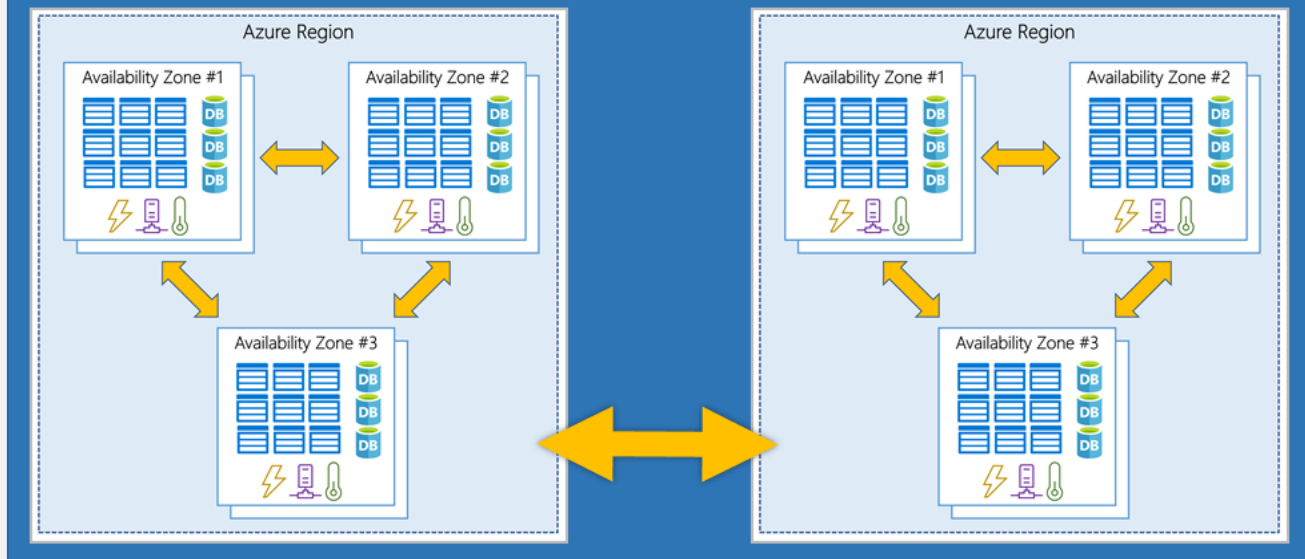 Azure Region
Availability Zone #1
DB
DB
DB
Availability Zone #2
DB
DB
DB
Availability Zone #3
DB
DB
DB
Azure Region
Availability Zone #1
DB
DB
DB
Availability Zone #2
DB
DB
DB
Availability Zone #3
DB
DB
DB